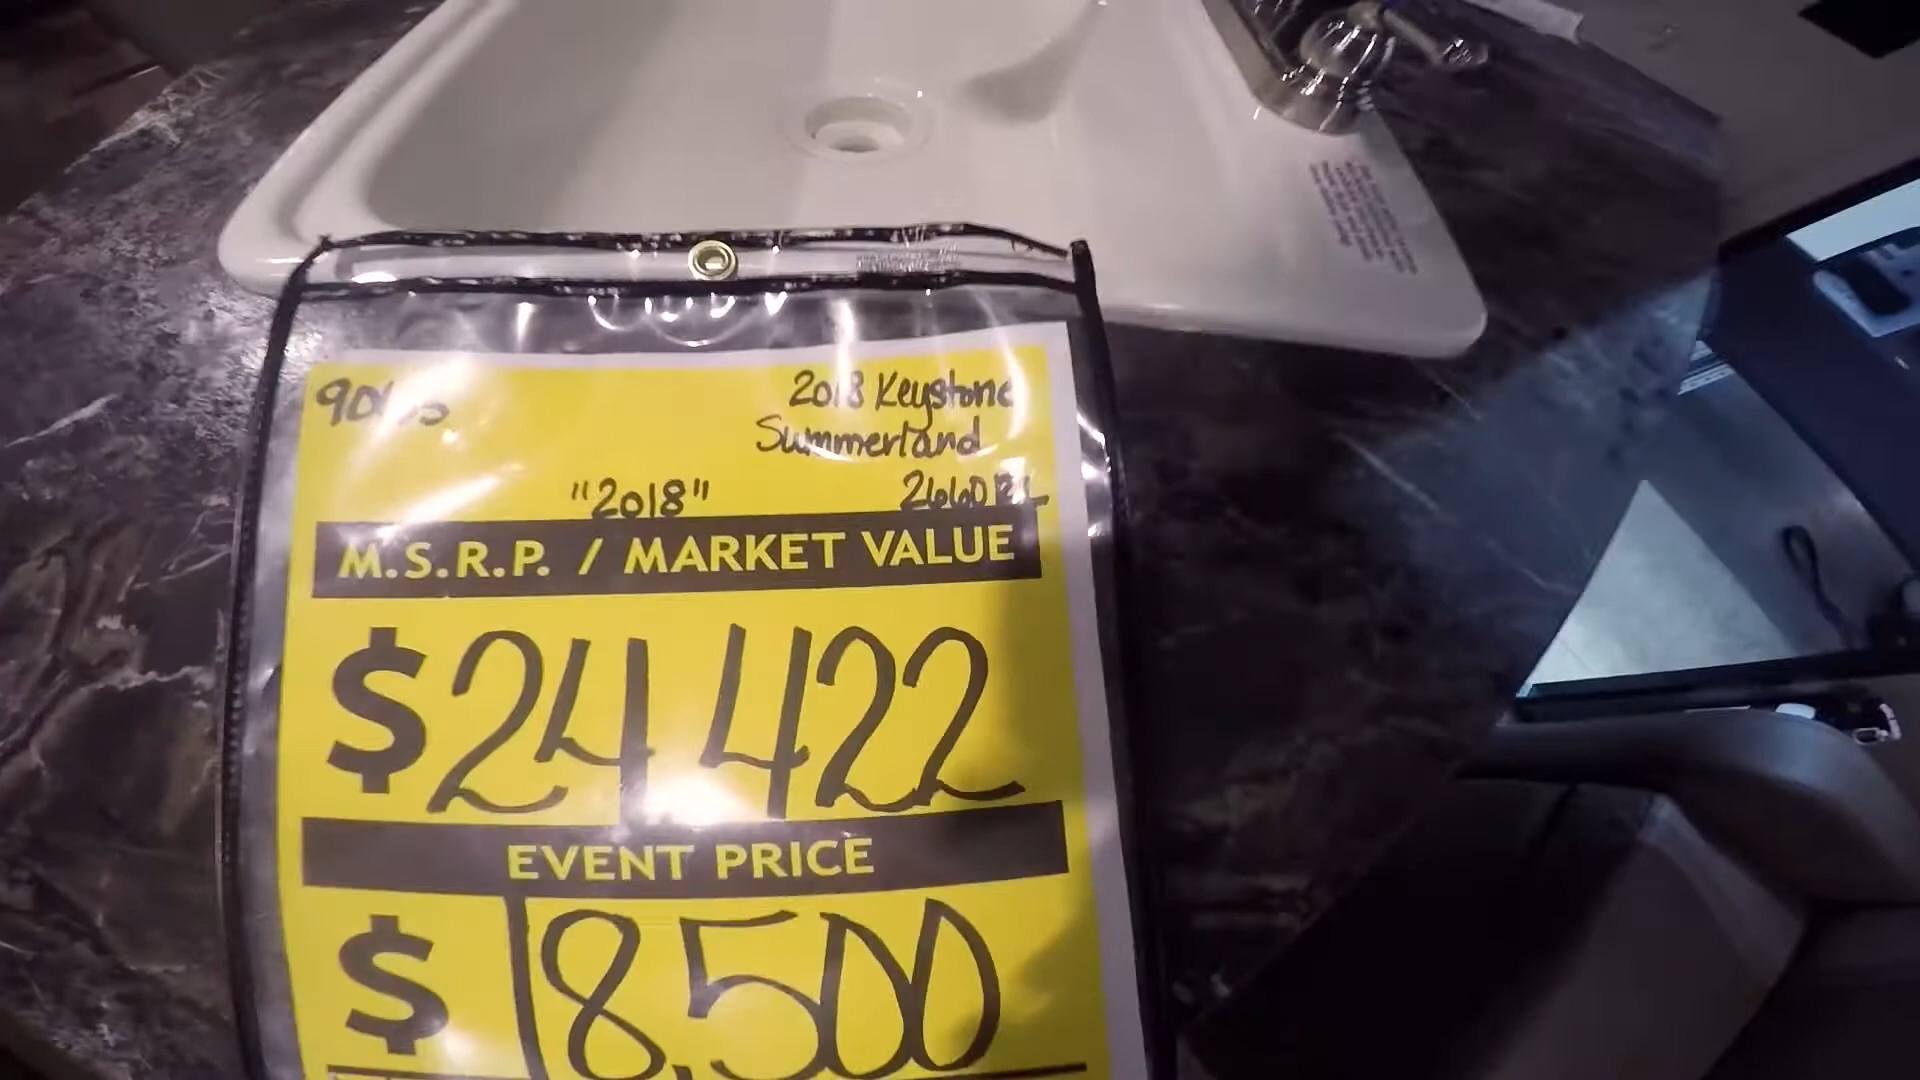 2018 Keystone
Summerland
"2018"
M.S.R.P. / MARKET VALUE
$24,422
EVENT PRICE
$18,500